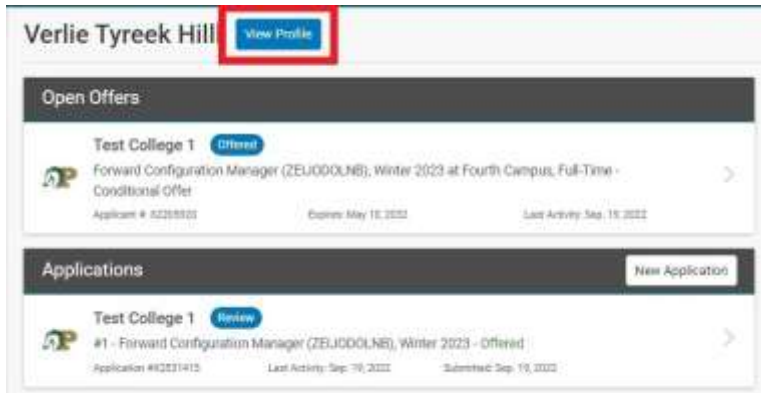 Verlie Tyreek Hill View Profile
Open Offers
Test College 1 Offered
Forward Configuration Manager (ZEIJODOLNB), Winter 2023 at Fourth Campus, Full-Time -
Conditional Offer
Applicant # Expires: May 10, 2022 Last Activity: Sep. 19, 2022
Applications New Application
Test College 1 Review
#1 - Forward Configuration Manager (ZEIJODOLNB), Winter 2023 - Offered
Application Last Activity: Sep. 19, 2022 Submitted: Sep. 19, 2022